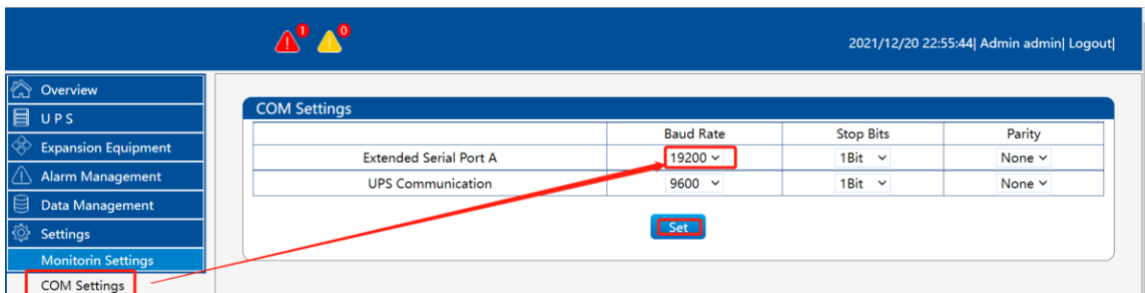 1 0
2021/12/20 22:55:44| Admin admin| Logout|
Overview
UPS
Expansion Equipment
Alarm Management
Data Management
Settings
Monitorin Settings
COM Settings
COM Settings
Baud Rate Stop Bits Parity
Extended Serial Port A 19200 1Bit None
UPS Communication 9600 1Bit None
Set